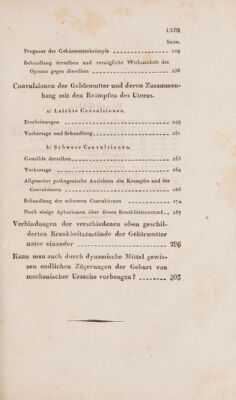 LXIII
Seite.
Prognose der Gebärmutterkrämpfe 229
Behandlung derselben und vorzügliche Wirksamkeit des
Opiums gegen dieselben 238
Convulsionen der Gebärmutter und deren Zusammen-
hang mit den Krämpfen des Uterus.
a) Leichte Convulsionen.
Erscheinungen 249
Vorhersage und Behandlung 251
b) Schwere Convulsionen.
Gemälde derselben 253
Vorhersage 264
Allgemeine pathogenische Ansichten des Krampfes und der
Convulsionen 266
Behandlung der schweren Convulsionen 274
Noch einige Aphorismen über diesen Krankheitszustand 287
Verbindungen der verschiedenen oben geschil-
derten Krankheitszustände der Gebärmutter
unter einander 296
Kann man auch durch dynamische Mittel gewis-
sen endlichen Zögerungen der Geburt von
mechanischer Ursache vorbeugen? 303